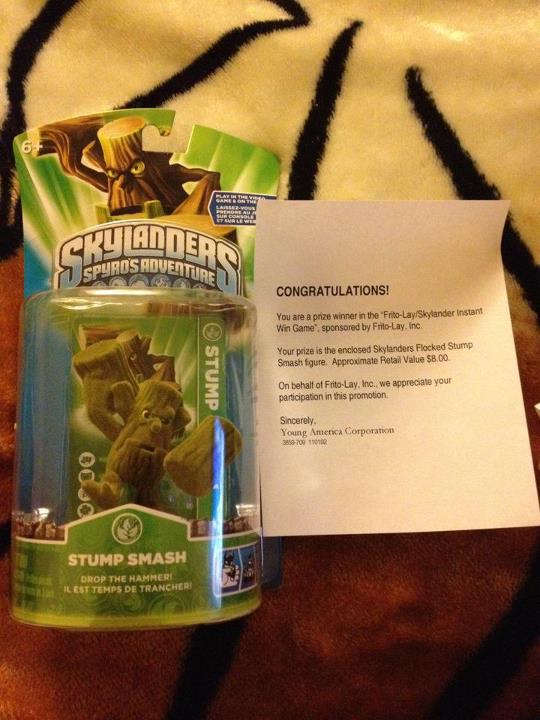 6+
PLAY IN THE VIDEO
GAME & ON THE
LAISSEZ-VOUS
PRENDRE AU
SUR CONSOLE
ET SUR LE WEB
SKYLANDERS
SPYRO'S ADVENTURE
STUMP
STUMP SMASH
DROP THE HAMMER!
IL EST TEMPS DE TRANCHER!
CONGRATULATIONS!
You are a prize winner in the "Frito-Lay/Skylander Instant
Win Game", sponsored by Frito-Lay, Inc.
Your prize is the enclosed Skylanders Flocked Stump
Smash figure. Approximate Retail Value $8.00.
On behalf of Frito-Lay, Inc., we appreciate your
participation in this promotion.
Sincerely,
Young America Corporation
3859-709 110192